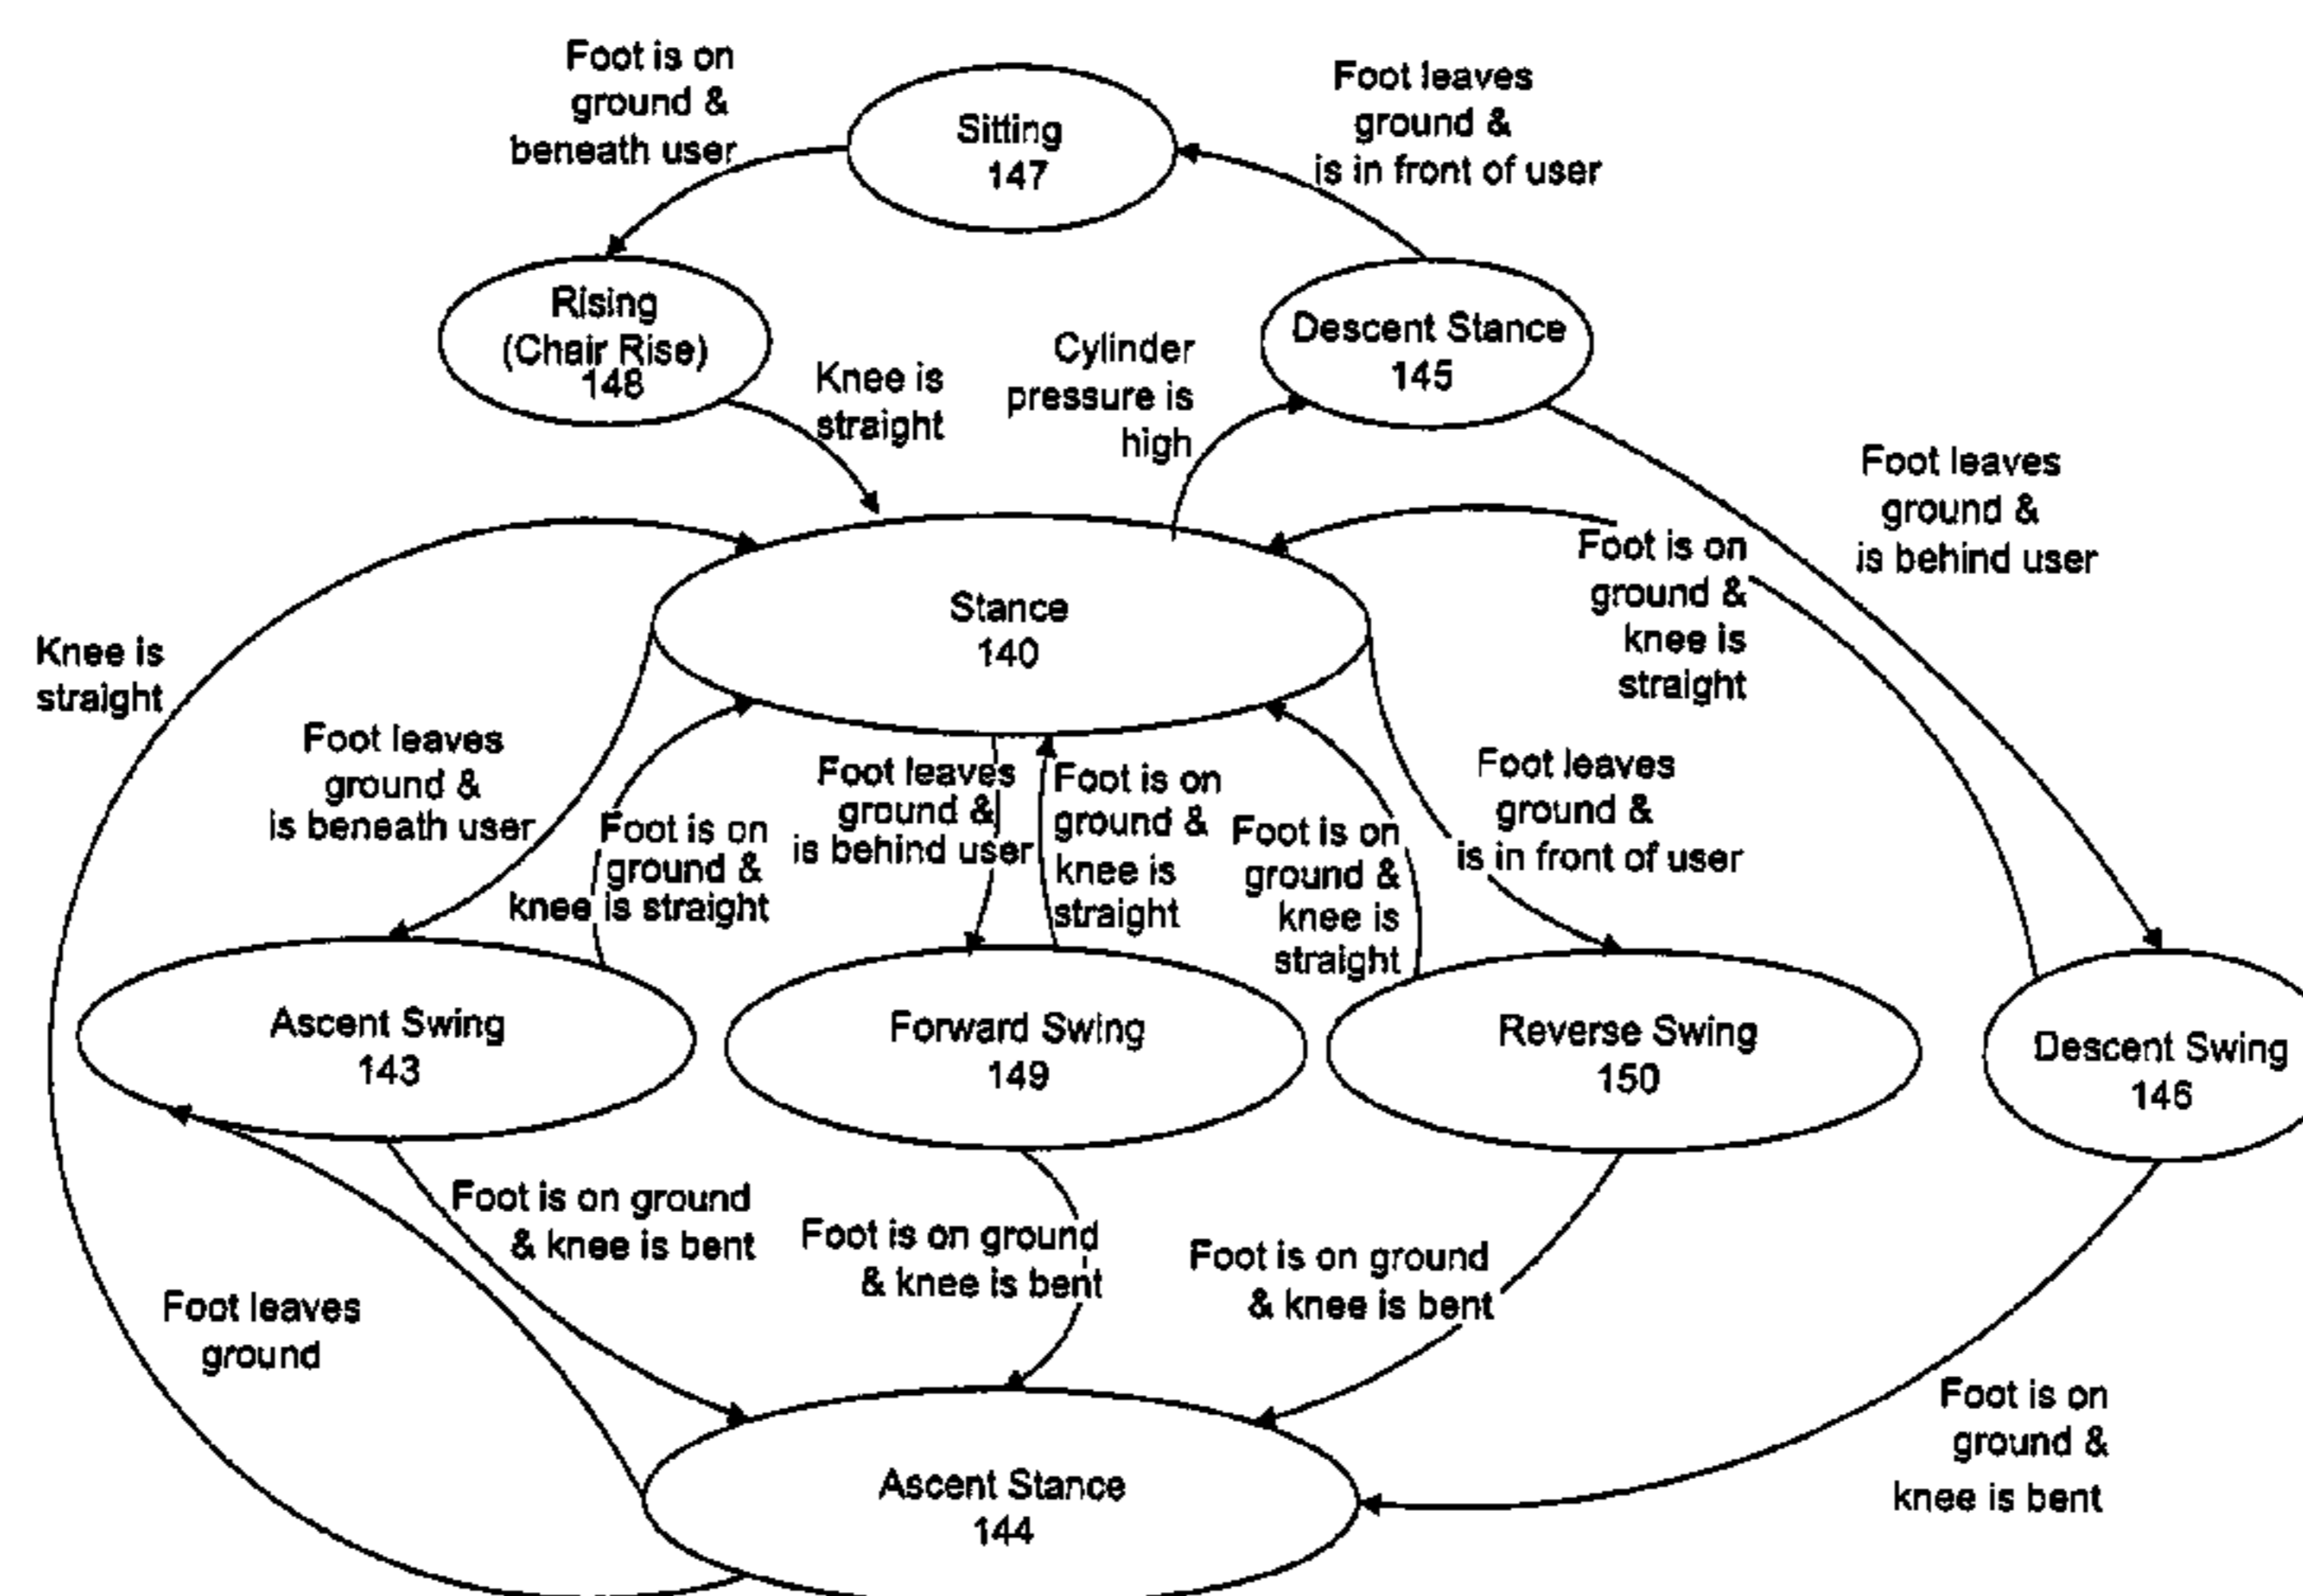 Foot is on
ground &
beneath user
Sitting
147
Foot leaves
ground &
is in front of user
Rising
(Chair Rise)
148
Knee is
straight
Cylinder
pressure is
high
Descent Stance
145
Foot leaves
ground &
is behind user
Foot is on
ground &
knee is
straight
Stance
140
Knee is
straight
Foot leaves
ground &
is beneath user
Foot is on
ground &
knee is straight
Foot leaves
ground &
is behind user
Foot is on
ground &
knee is
straight
Foot is on
ground &
knee is
straight
Foot leaves
ground &
is in front of user
Ascent Swing
143
Forward Swing
149
Reverse Swing
150
Descent Swing
146
Foot is on ground
& knee is bent
Foot is on ground
& knee is bent
Foot is on ground
& knee is bent
Foot leaves
ground
Foot is on
ground &
knee is bent
Ascent Stance
144